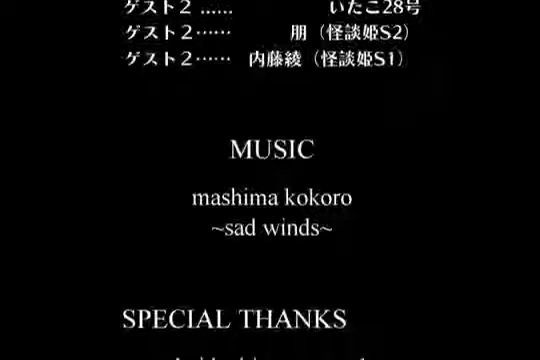 ゲスト２ ......　いたこ28号
ゲスト２……　朋（怪談姫S2）
ゲスト２……　内藤綾（怪談姫S1）
MUSIC
mashima kokoro
~sad winds~
SPECIAL THANKS